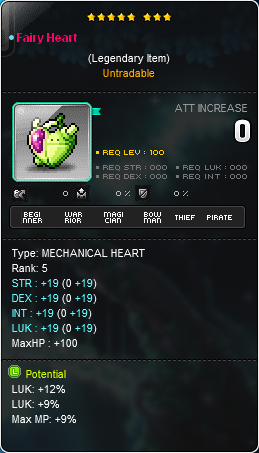 Fairy Heart
(Legendary Item)
Untradable
ATT INCREASE
0
REQ LEV : 100
REQ STR : 000 REQ LUK : 000
REQ DEX : 000 REQ INT : 000
0 0 % 0 %
BEGINNER WARRIOR MAGICIAN BOWMAN THIEF PIRATE
Type: MECHANICAL HEART
Rank: 5
STR : +19 (0 +19)
DEX : +19 (0 +19)
INT : +19 (0 +19)
LUK : +19 (0 +19)
MaxHP : +100
L Potential
LUK: +12%
LUK: +9%
Max MP: +9%